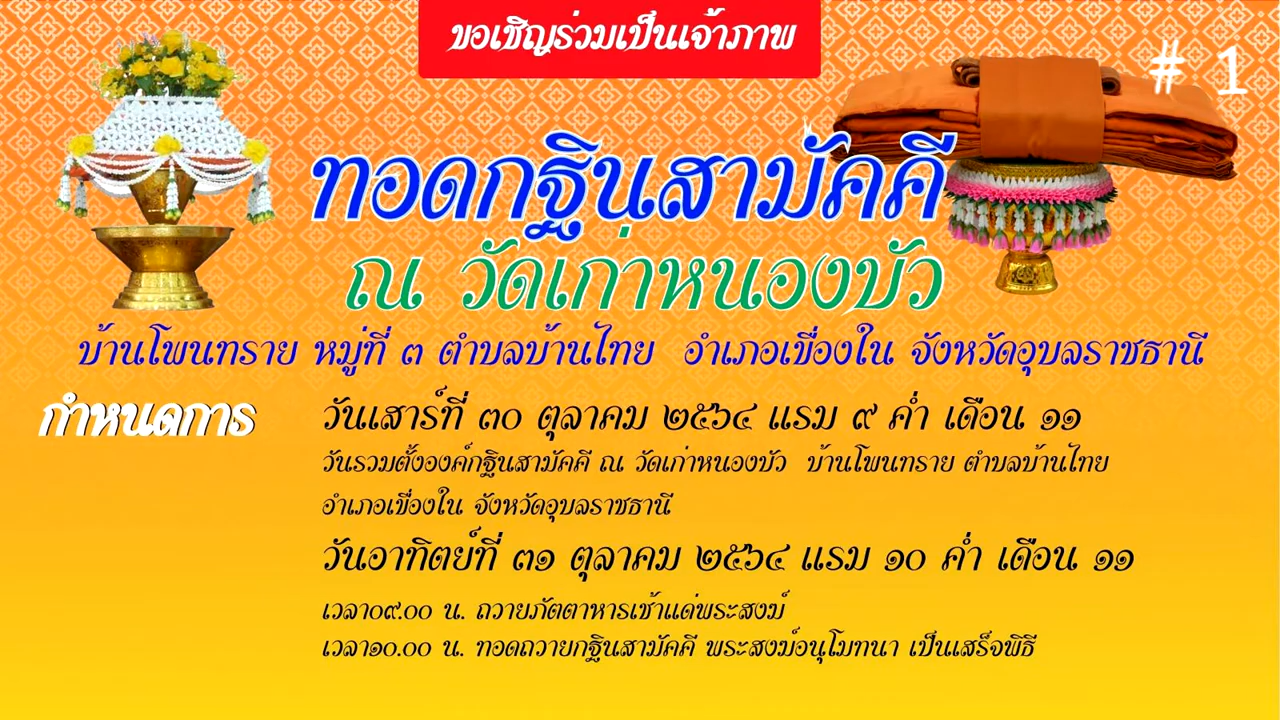 ขอเชิญร่วมเป็นเจ้าภาพ
# 1
ทอดกฐินสามัคคี
ณ วัดเก่าหนองบัว
บ้านโพนทราย หมู่ที่ ๓ ตำบลบ้านไทย อำเภอเขื่องใน จังหวัดอุบลราชธานี
กำหนดการ
วันเสาร์ที่ ๓๐ ตุลาคม ๒๕๖๔ แรม ๙ ค่ำ เดือน ๑๑
วันรวมตั้งองค์กฐินสามัคคี ณ วัดเก่าหนองบัว บ้านโพนทราย ตำบลบ้านไทย
อำเภอเขื่องใน จังหวัดอุบลราชธานี
วันอาทิตย์ที่ ๓๑ ตุลาคม ๒๕๖๔ แรม ๑๐ ค่ำ เดือน ๑๑
เวลา๐๙.๐๐ น. ถวายภัตตาหารเช้าแด่พระสงฆ์
เวลา๑๐.๐๐ น. ทอดถวายกฐินสามัคคี พระสงฆ์อนุโมทนา เป็นเสร็จพิธี